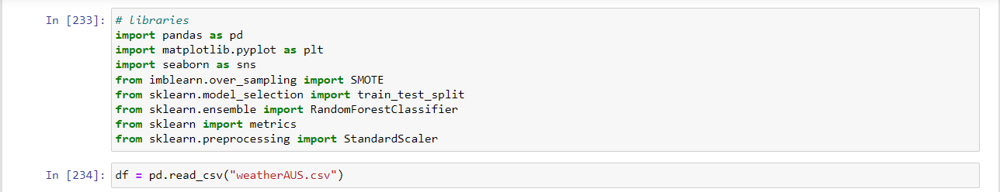 In [233]: # libraries
import pandas as pd
import matplotlib.pyplot as plt
import seaborn as sns
from imblearn.over_sampling import SMOTE
from sklearn.model_selection import train_test_split
from sklearn.ensemble import RandomForestClassifier
from sklearn import metrics
from sklearn.preprocessing import StandardScaler
In [234]: df = pd.read_csv("weatherAUS.csv")